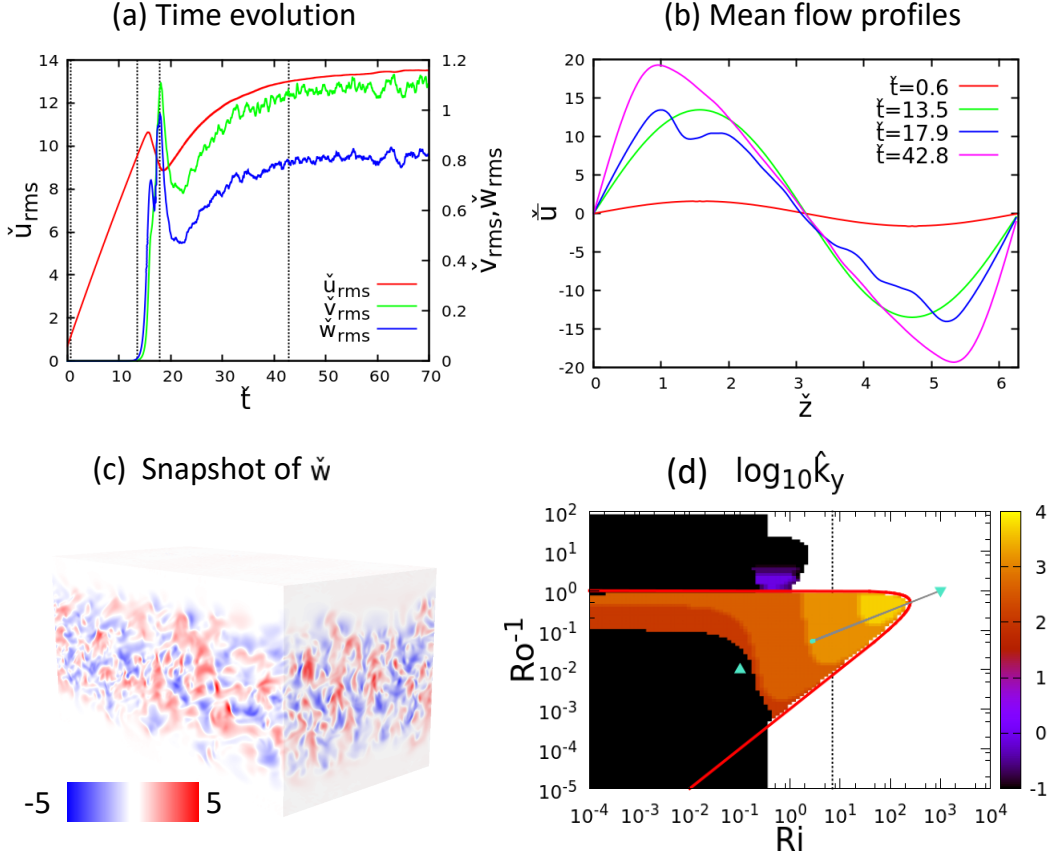 (a) Time evolution
14
12
10
8
6
4
2
0
1.2
1
0.8
0.6
0.4
0.2
0
ǔrms
v̌rms,w̌rms
ǔrms
v̌rms
w̌rms
0 10 20 30 40 50 60 70
ť
(b) Mean flow profiles
20
15
10
5
0
-5
-10
-15
-20
ť=0.6
ť=13.5
ť=17.9
ť=42.8
ǔ̄
0 1 2 3 4 5 6
ž
(c) Snapshot of w̌
-5 5
(d) log10k̂y
10^2
10^1
10^0
10^-1
10^-2
10^-3
10^-4
10^-5
Ro^-1
10^-4 10^-3 10^-2 10^-1 10^0 10^1 10^2 10^3 10^4
Ri
4
3
2
1
0
-1